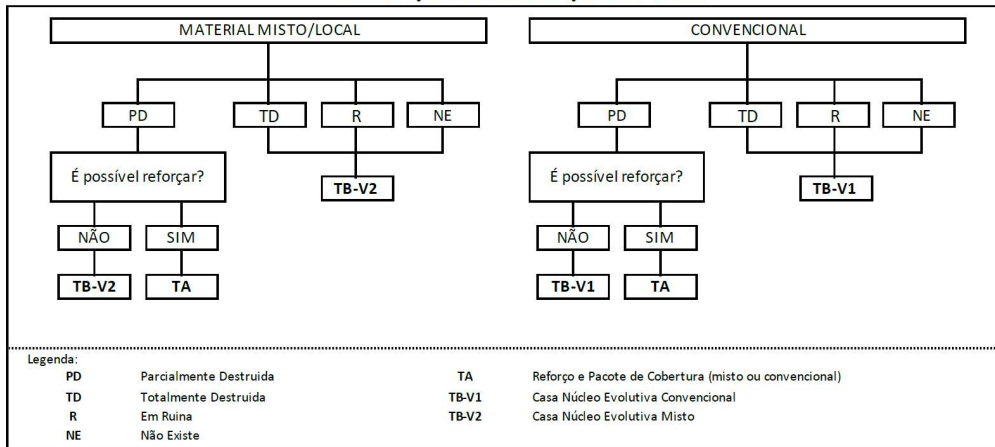 MATERIAL MISTO/LOCAL
CONVENCIONAL
PD
TD
R
NE
PD
TD
R
NE
É possível reforçar?
TB-V2
É possível reforçar?
TB-V1
NÃO
SIM
NÃO
SIM
TB-V2
TA
TB-V1
TA
Legenda:
PD Parcialmente Destruida
TA Reforço e Pacote de Cobertura (misto ou convencional)
TD Totalmente Destruida
TB-V1 Casa Núcleo Evolutiva Convencional
R Em Ruina
TB-V2 Casa Núcleo Evolutiva Misto
NE Não Existe